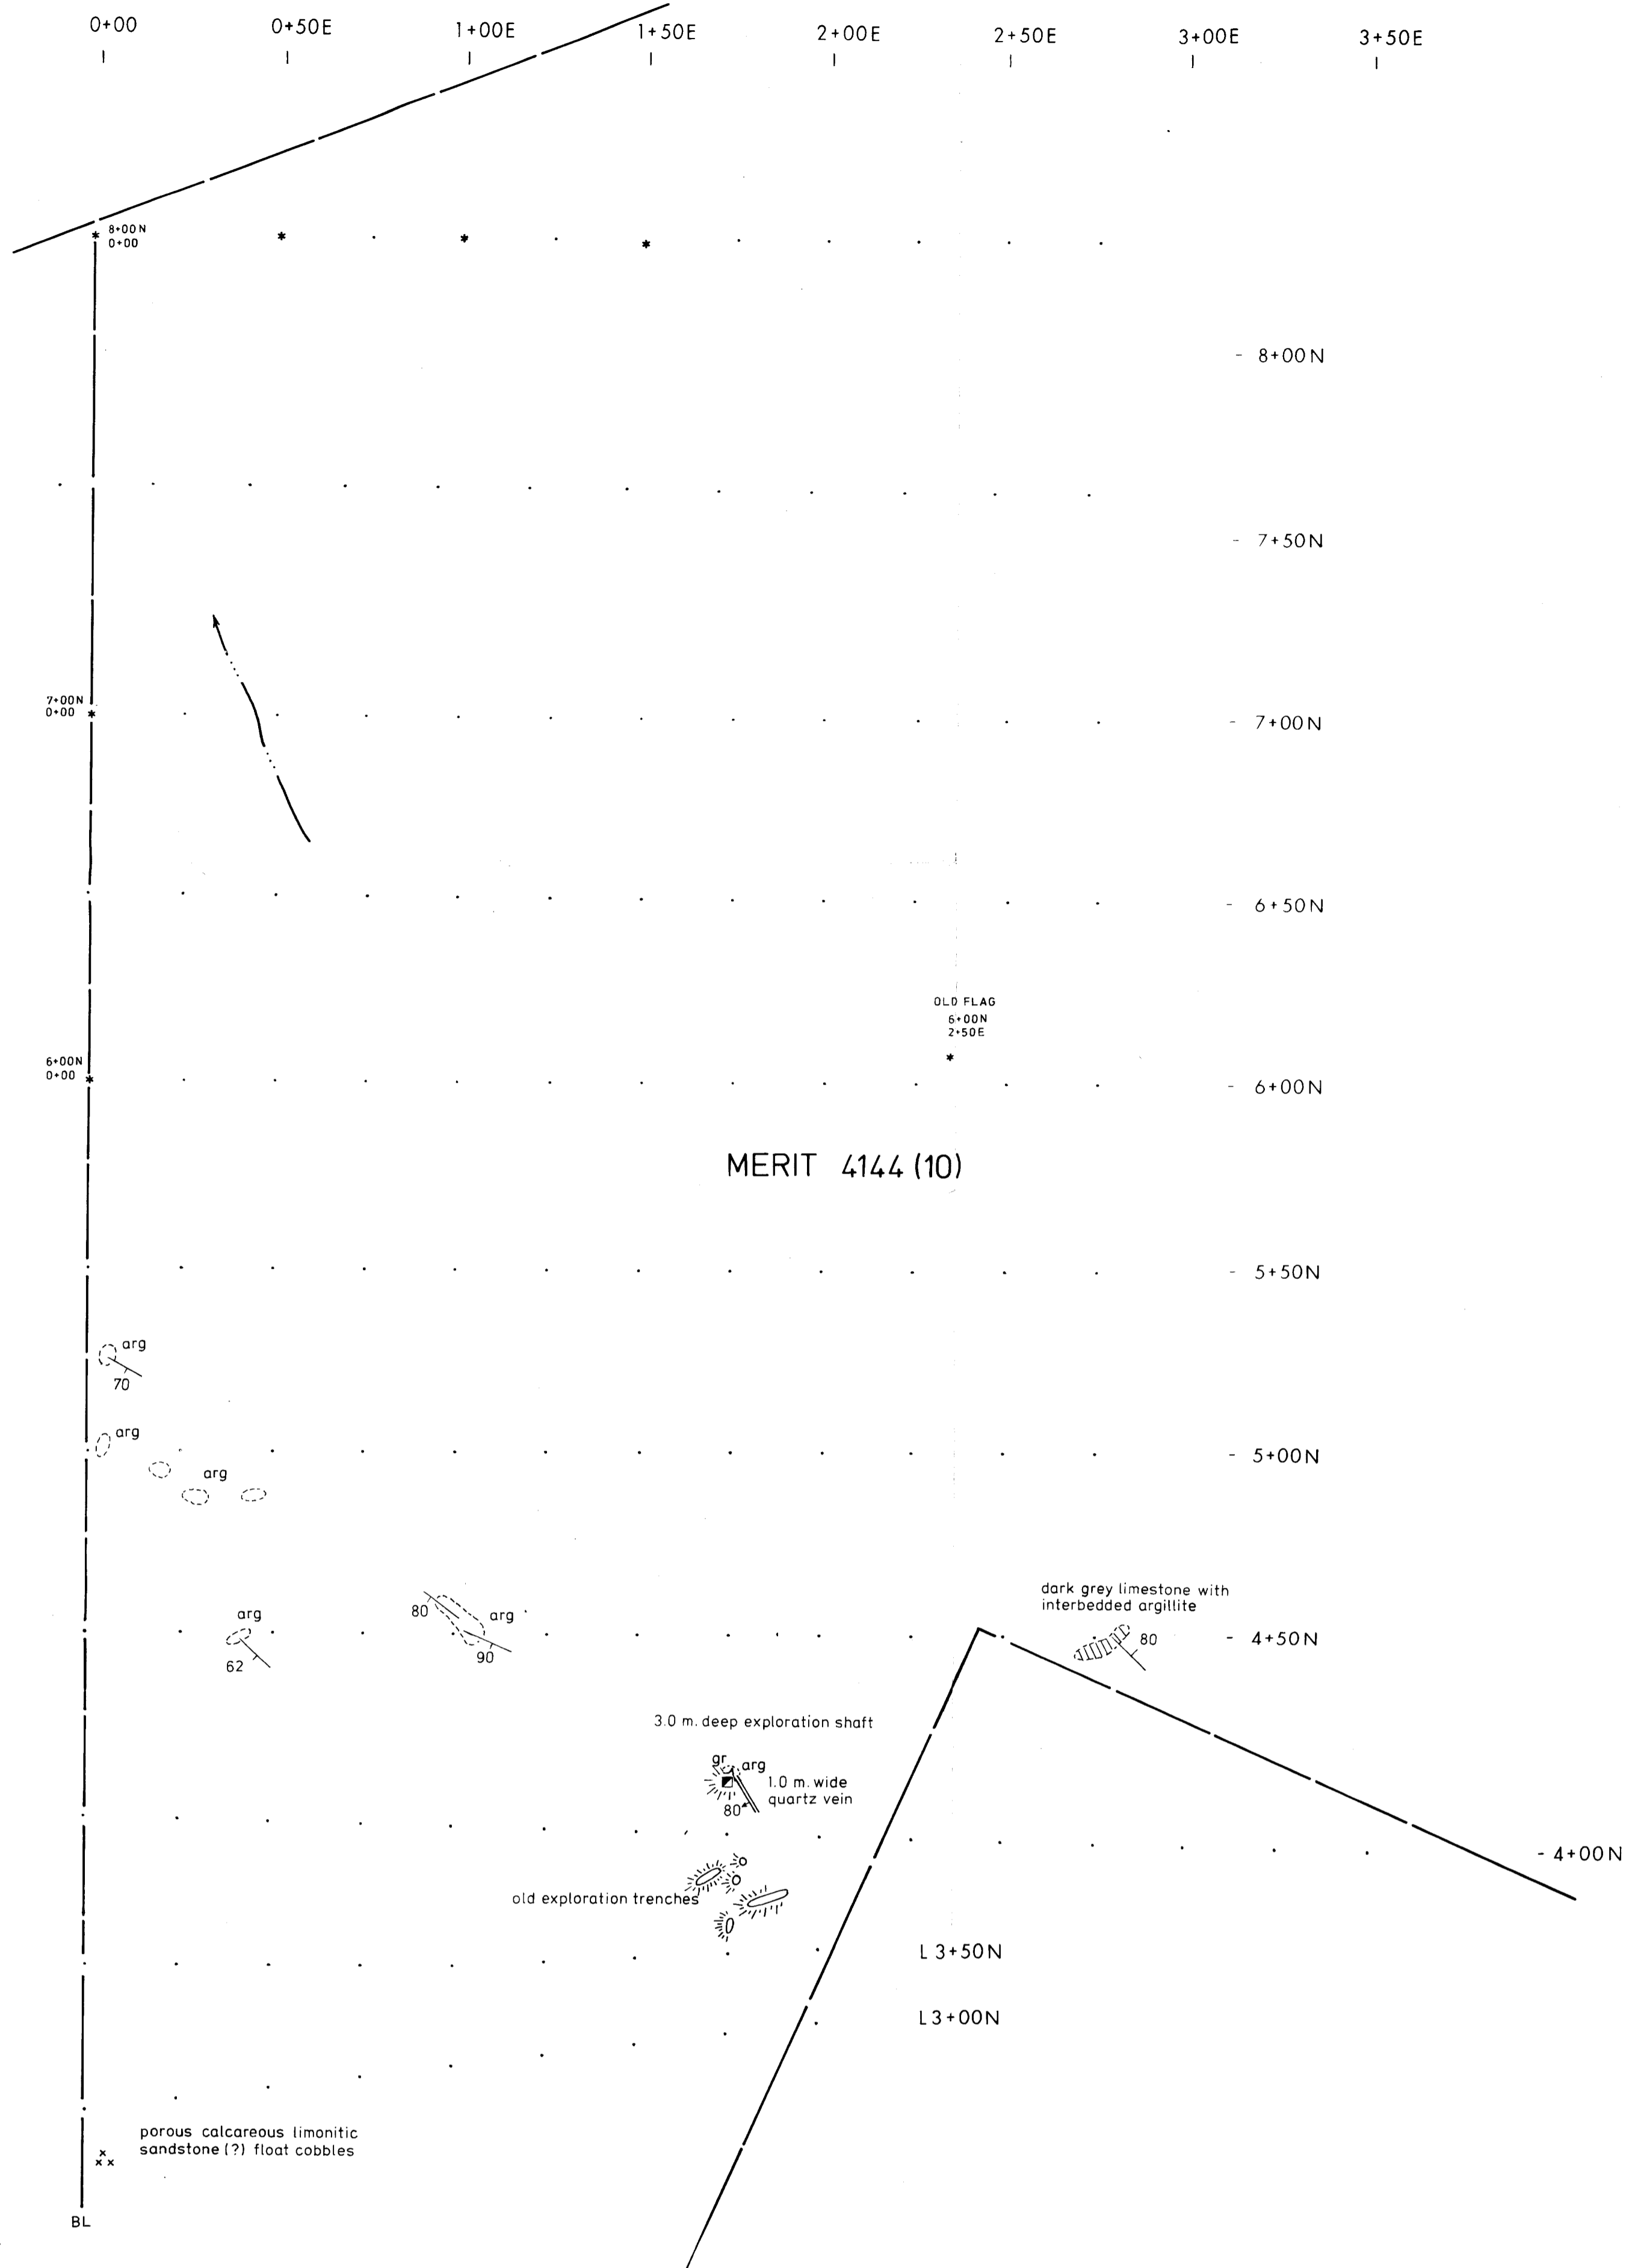 0+00 0+50E 1+00E 1+50E 2+00E 2+50E 3+00E 3+50E
8+00N
0+00
- 8+00N
- 7+50N
7+00N
0+00
- 7+00N
- 6+50N
OLD FLAG
6+00N
2+50E
6+00N
0+00
- 6+00N
MERIT 4144 (10)
- 5+50N
arg
70
arg
- 5+00N
arg
dark grey limestone with
interbedded argillite
80
arg
arg
80
- 4+50N
62
90
3.0 m. deep exploration shaft
gr
arg
1.0 m. wide
quartz vein
80
- 4+00N
old exploration trenches
L 3+50N
L 3+00N
porous calcareous limonitic
sandstone (?) float cobbles
x
x x
BL